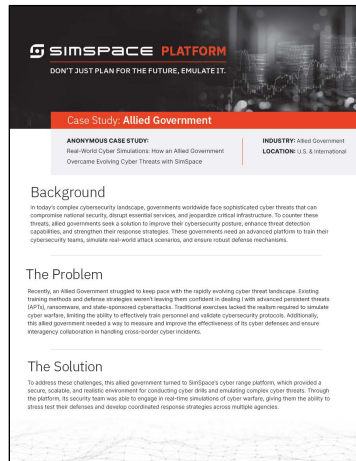 SIMSPACE PLATFORM
DON'T JUST PLAN FOR THE FUTURE, EMULATE IT.
Case Study: Allied Government
ANONYMOUS CASE STUDY:
Real-World Cyber Simulations: How an Allied Government
Overcame Evolving Cyber Threats with SimSpace
INDUSTRY: Allied Government
LOCATION: U.S. & International
Background
In today's complex cybersecurity landscape, governments worldwide face sophisticated cyber threats that can
compromise national security, disrupt essential services, and jeopardize critical infrastructure. To counter these
threats, allied governments seek a solution to improve their cybersecurity posture, enhance threat detection
capabilities, and strengthen their response strategies. These governments need an advanced platform to train their
cybersecurity teams, simulate real-world attack scenarios, and ensure robust defense mechanisms.
The Problem
Recently, an Allied Government struggled to keep pace with the rapidly evolving cyber threat landscape. Existing
training methods and defense strategies weren't leaving them confident in dealing I with advanced persistent threats
(APTs), ransomware, and state-sponsored cyberattacks. Traditional exercises lacked the realism required to simulate
cyber warfare, limiting the ability to effectively train personnel and validate cybersecurity protocols. Additionally,
this allied government needed a way to measure and improve the effectiveness of its cyber defenses and ensure
interagency collaboration in handling cross-border cyber incidents.
The Solution
To address these challenges, this allied government turned to SimSpace's cyber range platform, which provided a
secure, scalable, and realistic environment for conducting cyber drills and emulating complex cyber threats. Through
the platform, its security team was able to engage in real-time simulations of cyber warfare, giving them the ability to
stress test their defenses and develop coordinated response strategies across multiple agencies.